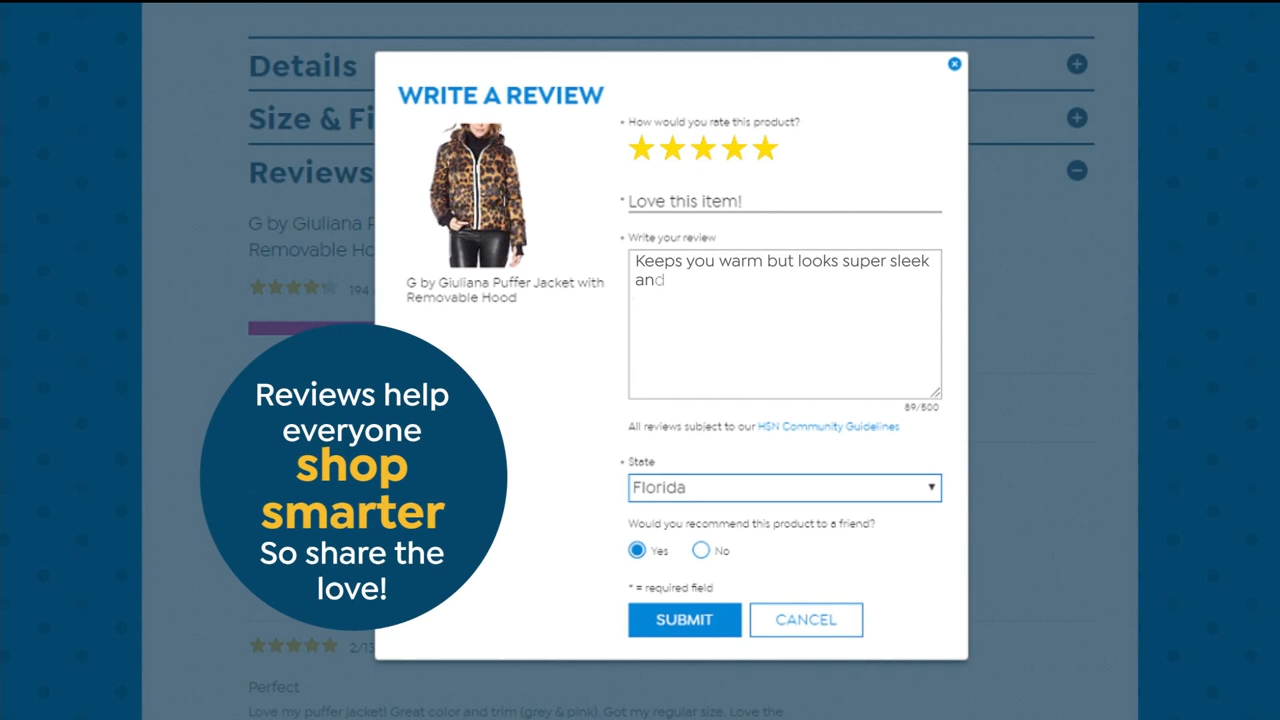 Details
Size & Fi
Reviews
G by Giuliana P
Removable Ho
194
WRITE A REVIEW
G by Giuliana Puffer Jacket with
Removable Hood
* How would you rate this product?
* Love this item!
* Write your review
Keeps you warm but looks super sleek
and
89/500
All reviews subject to our HSN Community Guidelines
* State
Florida
Would you recommend this product to a friend?
Yes No
* = required field
SUBMIT CANCEL
Reviews help
everyone
shop
smarter
So share the
love!
2/13
Perfect
Love my puffer jacket! Great color and trim (grey & pink). Got my regular size. Love the